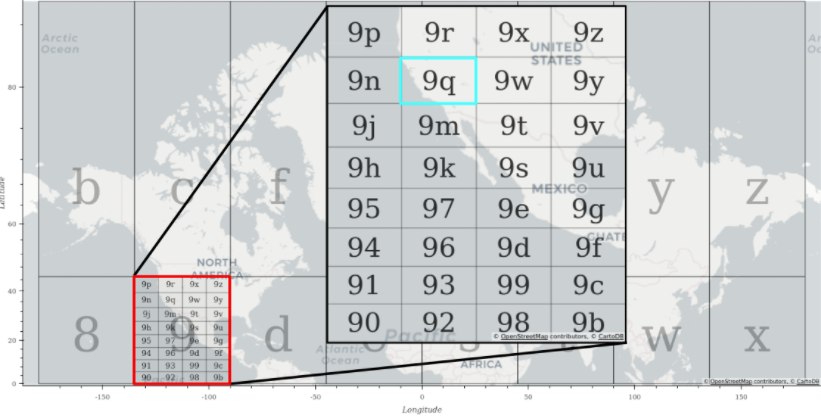 Arctic
Ocean
Latitude
80
60
40
20
0
b
c
f
y
z
8
9
d
s
w
x
NORTH
AMERICA
9p 9r 9x 9z
9n 9q 9w 9y
9j 9m 9t 9v
9h 9k 9s 9u
95 97 9e 9g
94 96 9d 9f
91 93 99 9c
90 92 98 9b
9p 9r 9x 9z
UNITED
STATES
9n 9q 9w 9y
9j 9m 9t 9v
9h 9k 9s 9u
MEXICO
95 97 9e 9g
GUATE
94 96 9d 9f
91 93 99 9c
90 92 98 9b
Pacific
© OpenStreetMap contributors, © CartoDB
Atlantic
Ocean
AFRICA
© OpenStreetMap contributors, © CartoDB
-150 -100 -50 0 50 100 150
Longitude